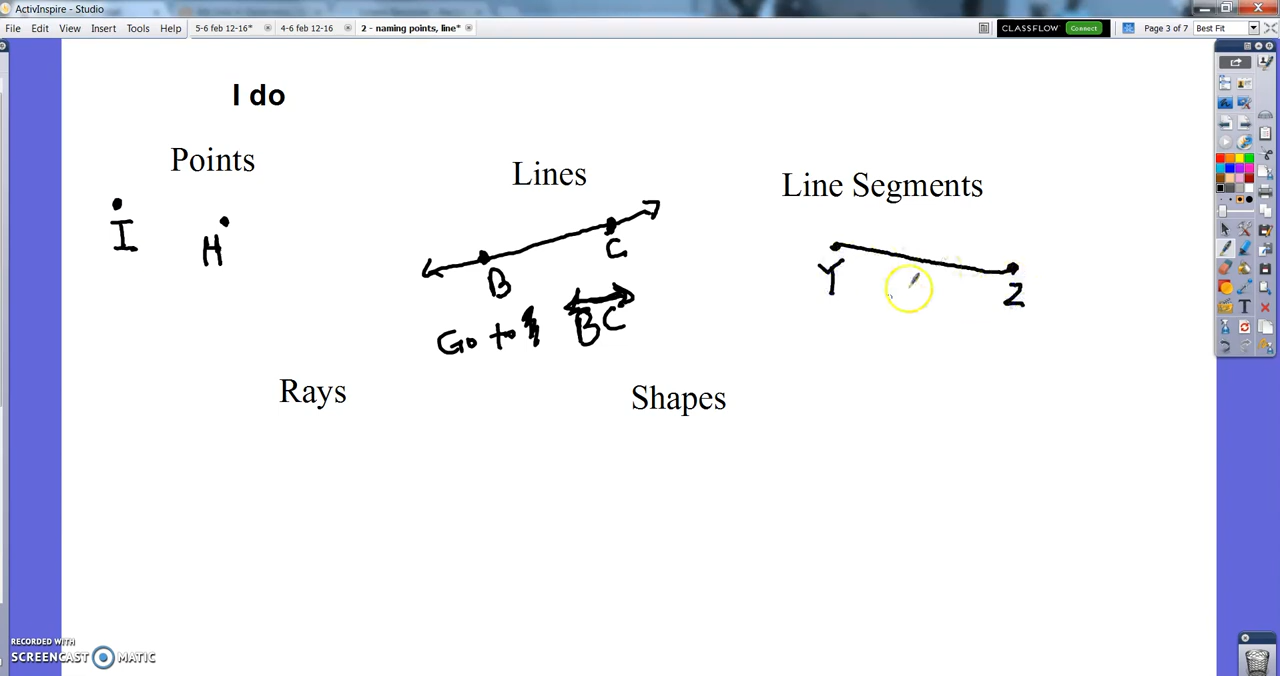 ActivInspire - Studio
File Edit View Insert Tools Help
5-6 feb 12-16* 4-6 feb 12-16 2 - naming points, line*
CLASSFLOW Connect Page 3 of 7 Best Fit
I do
Points
Lines
Line Segments
I
H
B
C
Y
Z
Go to BC
Rays
Shapes
T
RECORDED WITH
SCREENCAST MATIC